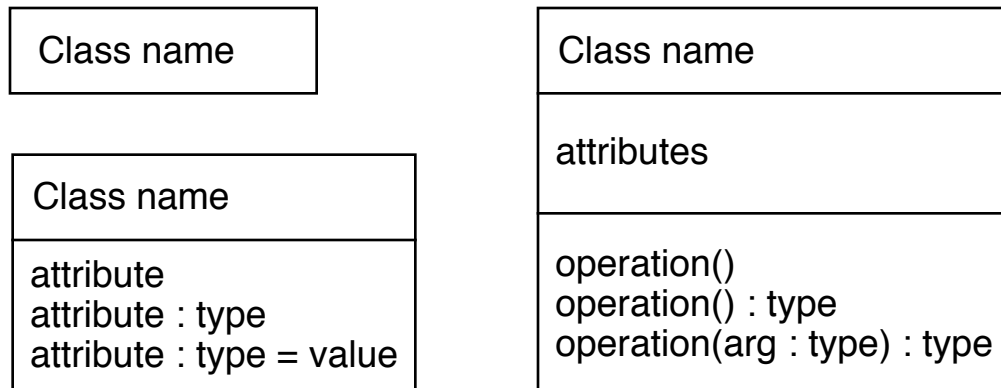 Class name
Class name
attribute
attribute : type
attribute : type = value
Class name
attributes
operation()
operation() : type
operation(arg : type) : type